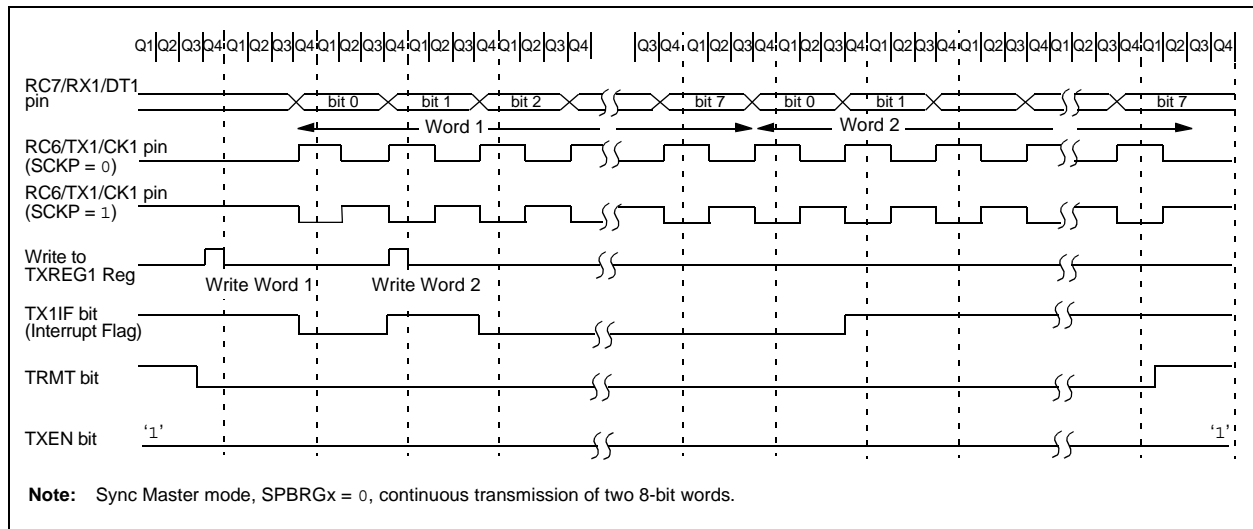 Q1 Q2 Q3 Q4 Q1 Q2 Q3 Q4 Q1 Q2 Q3 Q4 Q1 Q2 Q3 Q4 Q1 Q2 Q3 Q4 Q3 Q4 Q1 Q2 Q3 Q4 Q1 Q2 Q3 Q4 Q1 Q2 Q3 Q4 Q1 Q2 Q3 Q4 Q1 Q2 Q3 Q4 Q1 Q2 Q3 Q4
RC7/RX1/DT1
pin
bit 0 bit 1 bit 2 bit 7 bit 0 bit 1 bit 7
Word 1 Word 2
RC6/TX1/CK1 pin
(SCKP = 0)
RC6/TX1/CK1 pin
(SCKP = 1)
Write to
TXREG1 Reg
Write Word 1 Write Word 2
TX1IF bit
(Interrupt Flag)
TRMT bit
TXEN bit
‘1’ ‘1’
Note: Sync Master mode, SPBRGx = 0, continuous transmission of two 8-bit words.